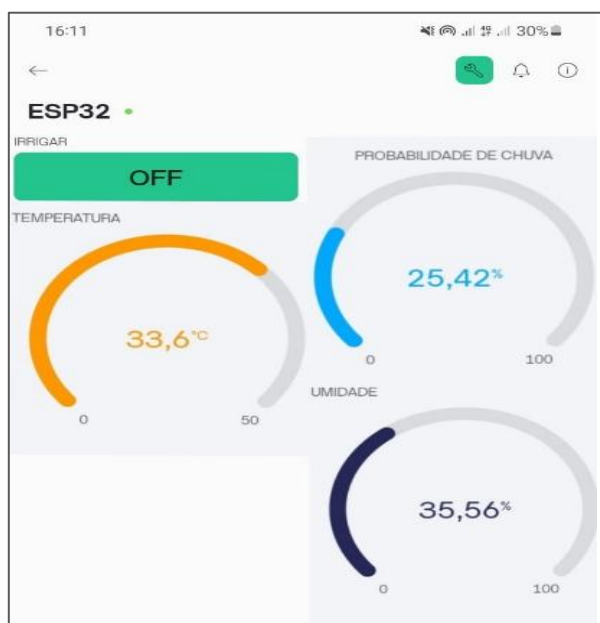 16:11
30%
ESP32
IRRIGAR
OFF
TEMPERATURA
33,6°C
0
50
PROBABILIDADE DE CHUVA
25,42%
0
100
UMIDADE
35,56%
0
100